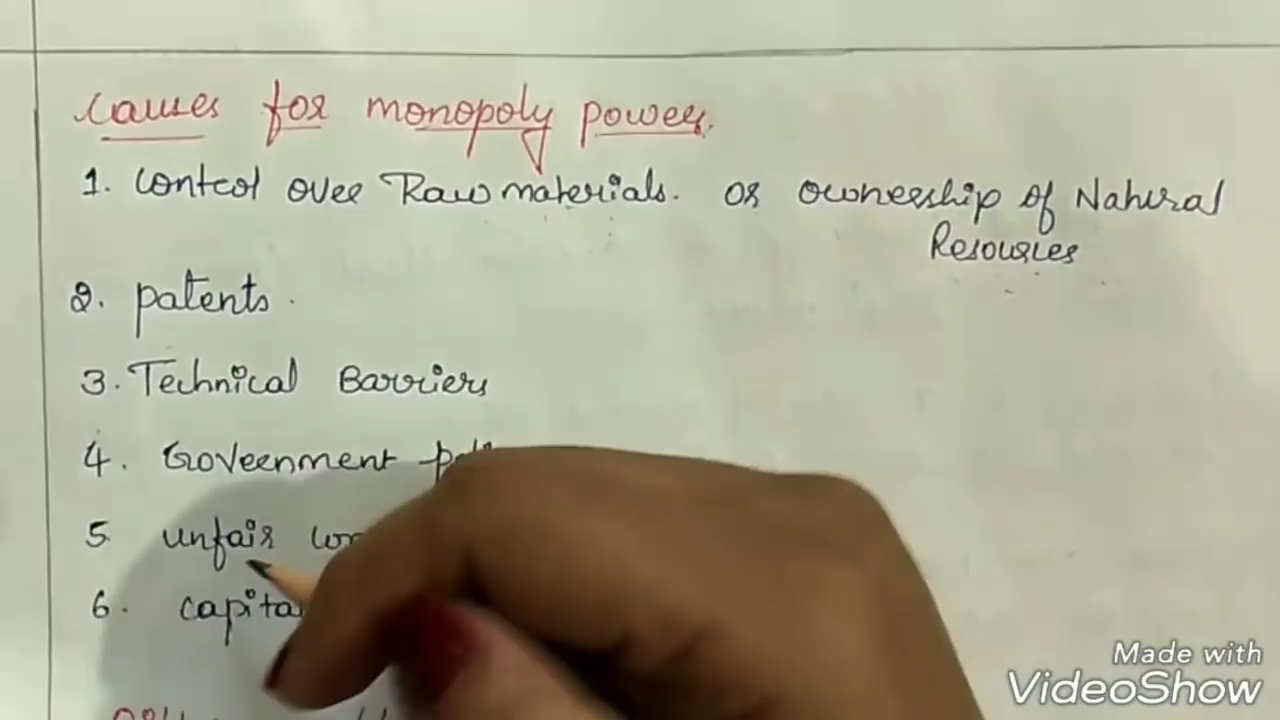 Causes for monopoly power.
1. Control over Raw materials. or ownership of Natural
Resources
2. patents.
3. Technical Barriers
4. Government
5 unfair
6.
Made with
VideoShow